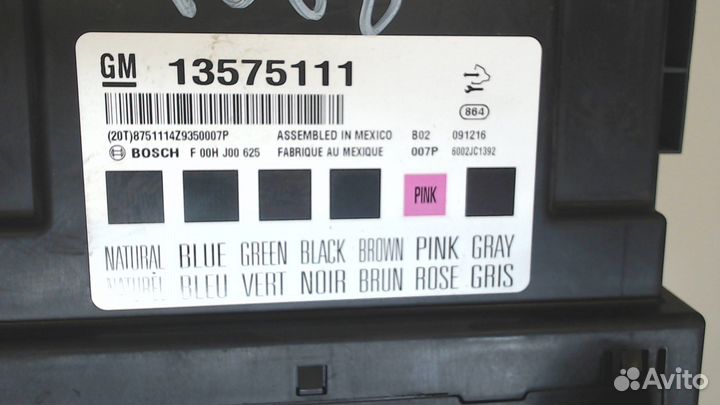 GM 13575111
864
(20T)8751114Z9350007P ASSEMBLED IN MEXICO B02 091216
BOSCH F 00H J00 625 FABRIQUE AU MEXIQUE 007P 6002JC1392
PINK
NATURAL BLUE GREEN BLACK BROWN PINK GRAY
NATUREL BLEU VERT NOIR BRUN ROSE GRIS
Avito